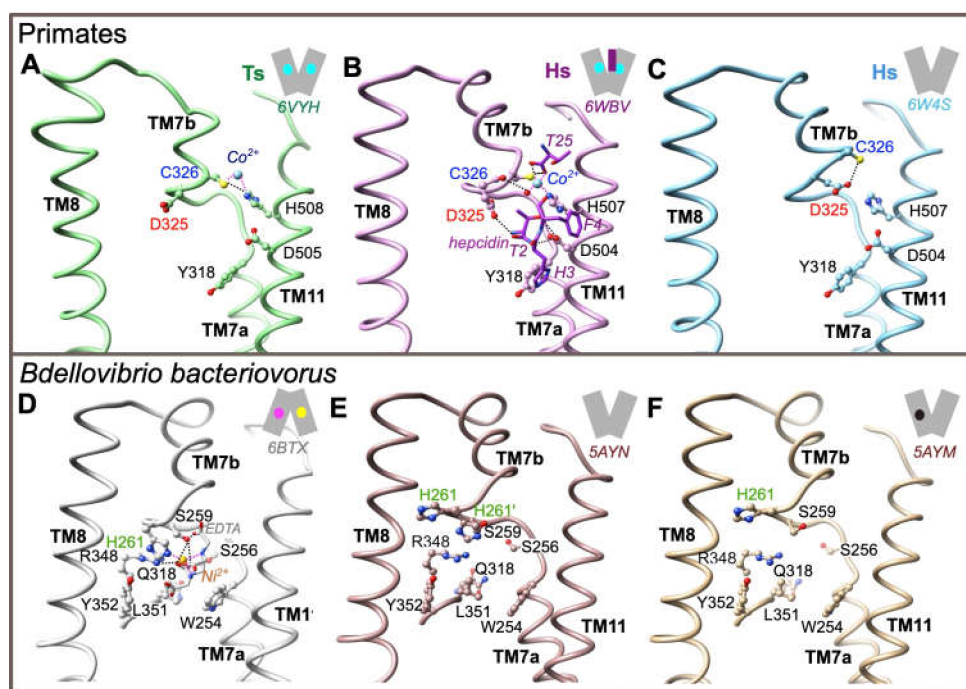 Primates
A
Ts
6VYH
TM7b
Co2+
C326
TM8
D325
H508
D505
Y318
TM11
TM7a
B
Hs
6WBV
TM7b
T25
C326
Co2+
TM8
D325
H507
F4
hepcidin
T2
D504
Y318
H3
TM11
TM7a
C
Hs
6W4S
TM7b
C326
TM8
D325
H507
Y318
D504
TM11
TM7a
Bdellovibrio bacteriovorus
D
6BTX
TM7b
TM8
S259
EDTA
H261
S256
R348
Q318
Ni2+
Y352
L351
W254
TM1'
TM7a
E
5AYN
TM7b
H261
H261'
TM8
S259
R348
S256
Q318
Y352
L351
W254
TM11
TM7a
F
5AYM
TM7b
H261
S259
TM8
R348
S256
Q318
Y352
L351
W254
TM11
TM7a